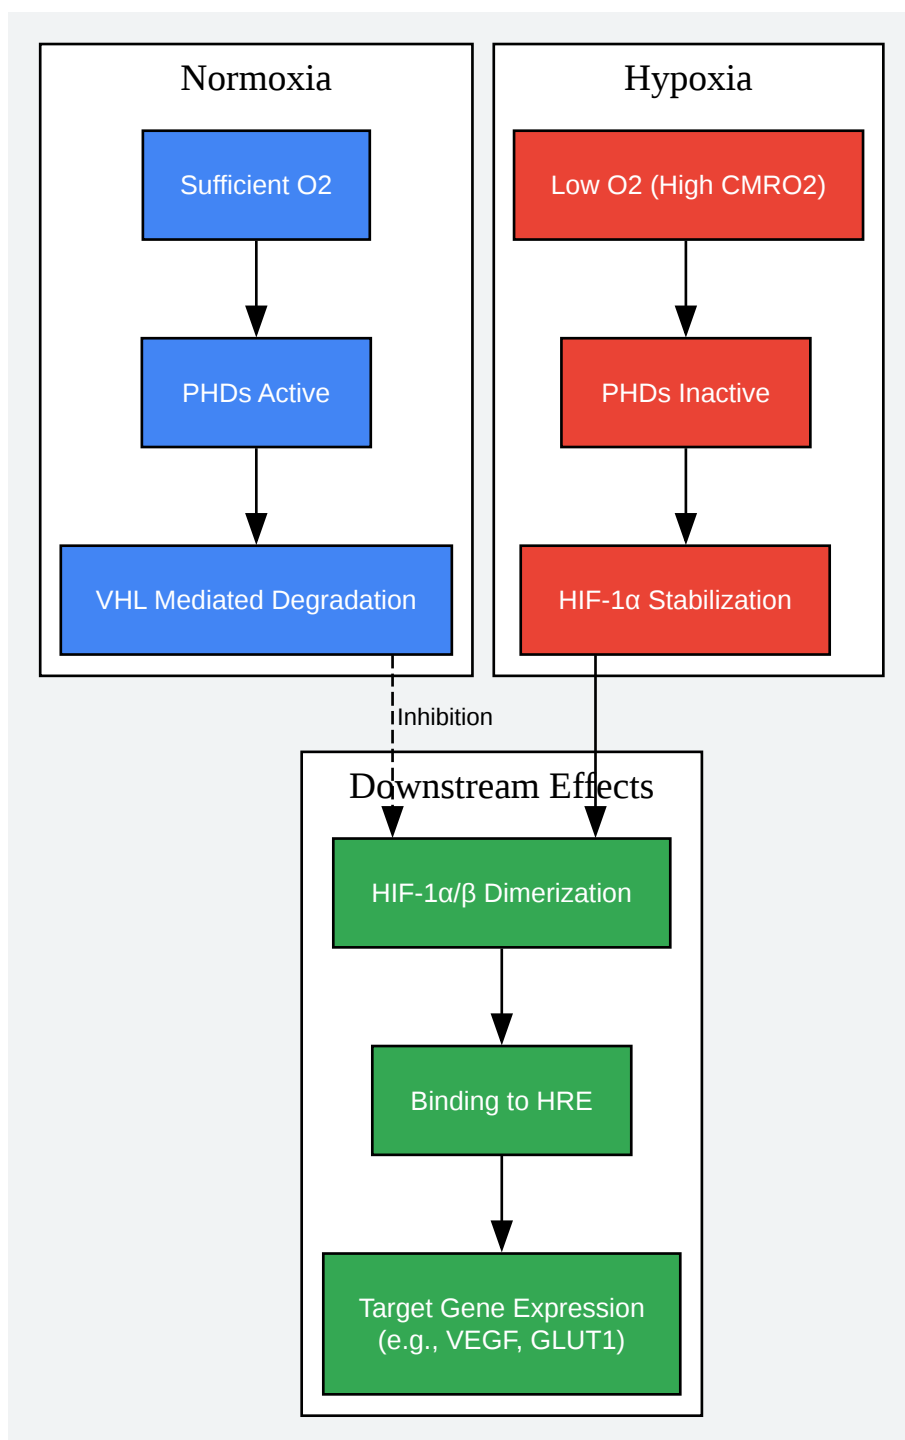 Normoxia
Sufficient O2
PHDs Active
VHL Mediated Degradation
Hypoxia
Low O2 (High CMRO2)
PHDs Inactive
HIF-1α Stabilization
Inhibition
Downstream Effects
HIF-1α/β Dimerization
Binding to HRE
Target Gene Expression
(e.g., VEGF, GLUT1)